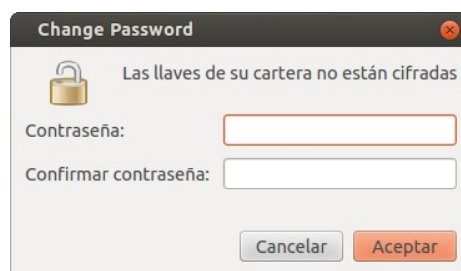 Change Password
Las llaves de su cartera no están cifradas
Contraseña:
Confirmar contraseña:
Cancelar Aceptar